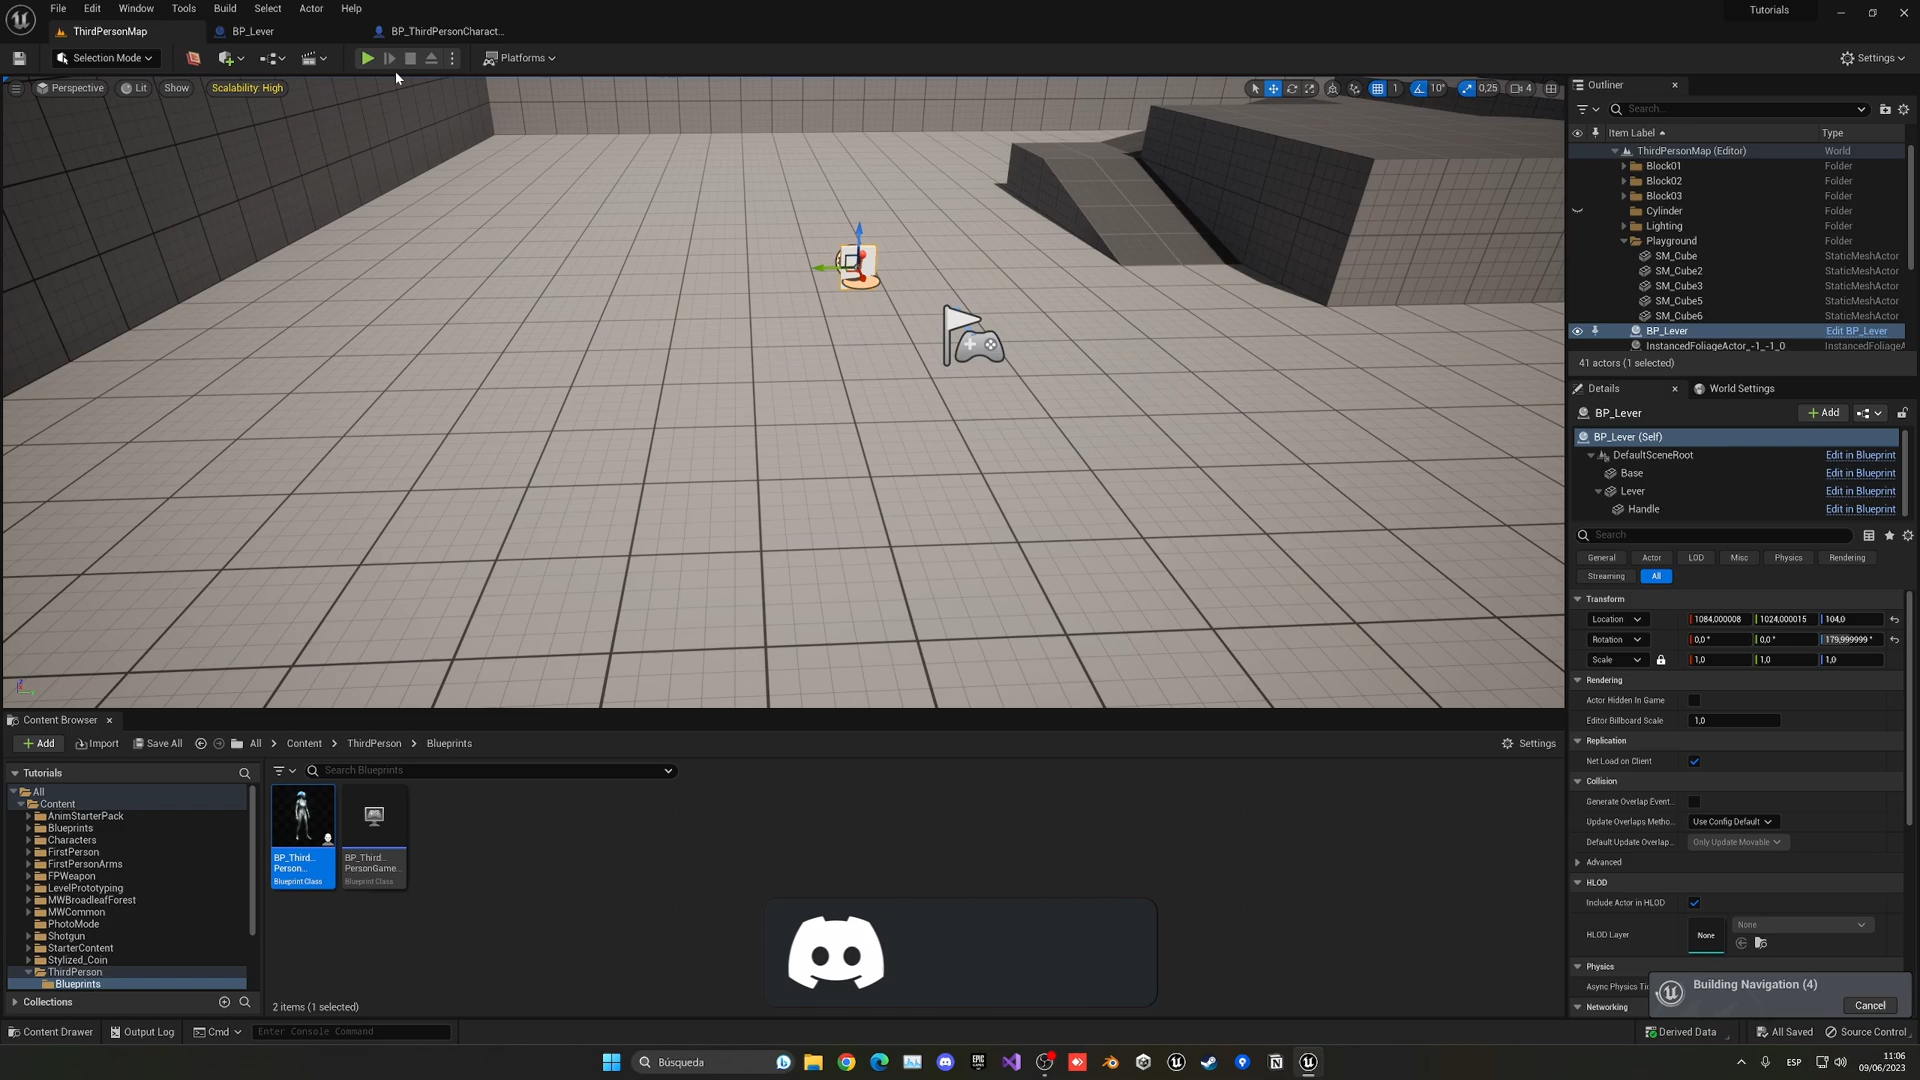 File Edit Window Tools Build Select Actor Help
Tutorials
ThirdPersonMap BP_Lever BP_ThirdPersonCharact...
Selection Mode Platforms Settings
Perspective Lit Show Scalability: High
1 10° 0,25 4
Outliner
Search...
Item Label Type
ThirdPersonMap (Editor) World
Block01 Folder
Block02 Folder
Block03 Folder
Cylinder Folder
Lighting Folder
Playground Folder
SM_Cube StaticMeshActor
SM_Cube2 StaticMeshActor
SM_Cube3 StaticMeshActor
SM_Cube5 StaticMeshActor
SM_Cube6 StaticMeshActor
BP_Lever Edit BP_Lever
InstancedFoliageActor_-1_-1_0 InstancedFoliageA
41 actors (1 selected)
Details World Settings
BP_Lever Add
BP_Lever (Self)
DefaultSceneRoot Edit in Blueprint
Base Edit in Blueprint
Lever Edit in Blueprint
Handle Edit in Blueprint
Search
General Actor LOD Misc Physics Rendering
Streaming All
Transform
Location 1084,000008 1024,000015 104,0
Rotation 0,0 ° 0,0 ° 179,999999 °
Scale 1,0 1,0 1,0
Rendering
Actor Hidden In Game
Editor Billboard Scale 1,0
Replication
Net Load on Client
Collision
Generate Overlap Event...
Update Overlaps Metho... Use Config Default
Default Update Overlap... Only Update Movable
Advanced
HLOD
Include Actor in HLOD
HLOD Layer None None
Physics
Async Physics Tic
Networking
Building Navigation (4)
Cancel
Content Browser
Add Import Save All All Content ThirdPerson Blueprints Settings
Tutorials
Search Blueprints
All
Content
AnimStarterPack
Blueprints
Characters
FirstPerson
FirstPersonArms
FPWeapon
LevelPrototyping
MWBroadleafForest
MWCommon
PhotoMode
Shotgun
StarterContent
Stylized_Coin
ThirdPerson
Blueprints
Collections
BP_Third...
Person...
Blueprint Class
BP_Third...
PersonGame...
Blueprint Class
2 items (1 selected)
Content Drawer Output Log Cmd Enter Console Command
Derived Data All Saved Source Control
Búsqueda
EPIC
ESP
11:06
09/06/2023